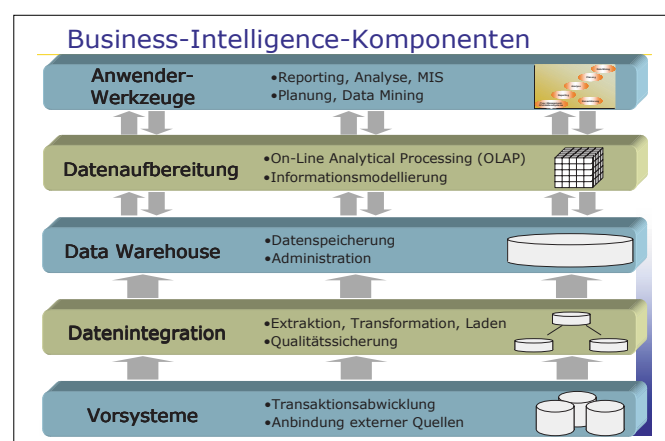 Business-Intelligence-Komponenten
Anwender-
Werkzeuge
•Reporting, Analyse, MIS
•Planung, Data Mining
Datenaufbereitung
•On-Line Analytical Processing (OLAP)
•Informationsmodellierung
Data Warehouse
•Datenspeicherung
•Administration
Datenintegration
•Extraktion, Transformation, Laden
•Qualitätssicherung
Vorsysteme
•Transaktionsabwicklung
•Anbindung externer Quellen